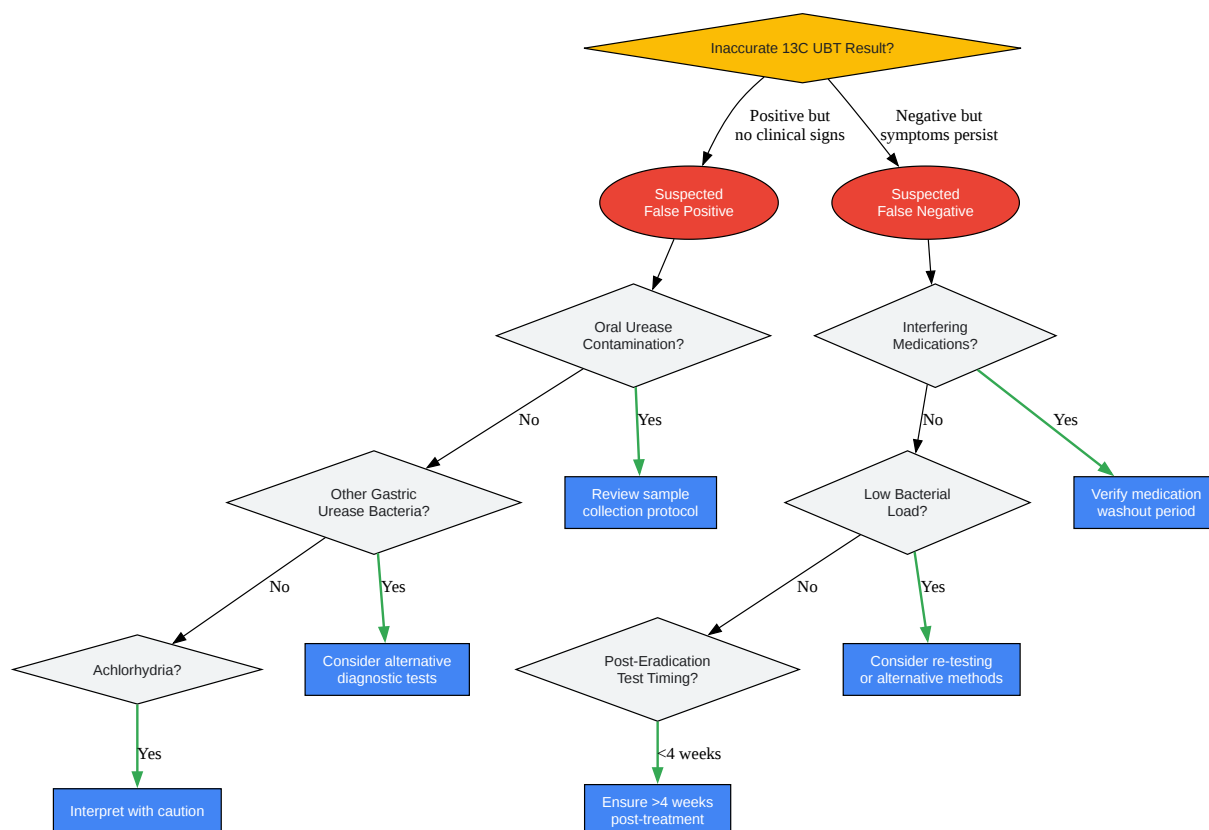 Inaccurate 13C UBT Result?
Positive but
no clinical signs
Negative but
symptoms persist
Suspected
False Positive
Suspected
False Negative
Oral Urease
Contamination?
Interfering
Medications?
No
Yes
No
Yes
Other Gastric
Urease Bacteria?
Review sample
collection protocol
Low Bacterial
Load?
Verify medication
washout period
No
Yes
No
Yes
Achlorhydria?
Consider alternative
diagnostic tests
Post-Eradication
Test Timing?
Consider re-testing
or alternative methods
Yes
<4 weeks
Interpret with caution
Ensure >4 weeks
post-treatment